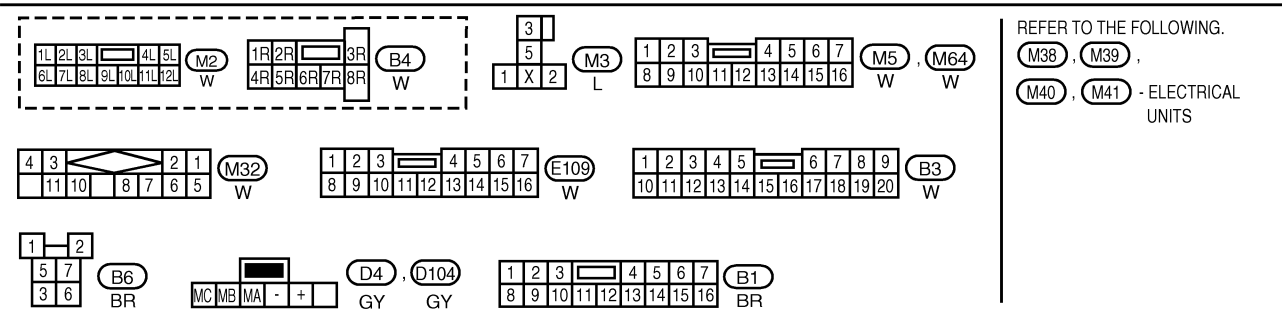 1L 2L 3L 4L 5L M2
6L 7L 8L 9L 10L 11L 12L W
1R 2R 3R B4
4R 5R 6R 7R 8R W
3
5 M3
1 X 2 L
1 2 3 4 5 6 7 M5 , M64
8 9 10 11 12 13 14 15 16 W W
REFER TO THE FOLLOWING.
M38 , M39 ,
M40 , M41 - ELECTRICAL
UNITS
4 3 2 1 M32
11 10 8 7 6 5 W
1 2 3 4 5 6 7 E109
8 9 10 11 12 13 14 15 16 W
1 2 3 4 5 6 7 8 9 B3
10 11 12 13 14 15 16 17 18 19 20 W
1 2
5 7 B6
3 6 BR
D4 , D104
MC MB MA - + GY GY
1 2 3 4 5 6 7 B1
8 9 10 11 12 13 14 15 16 BR